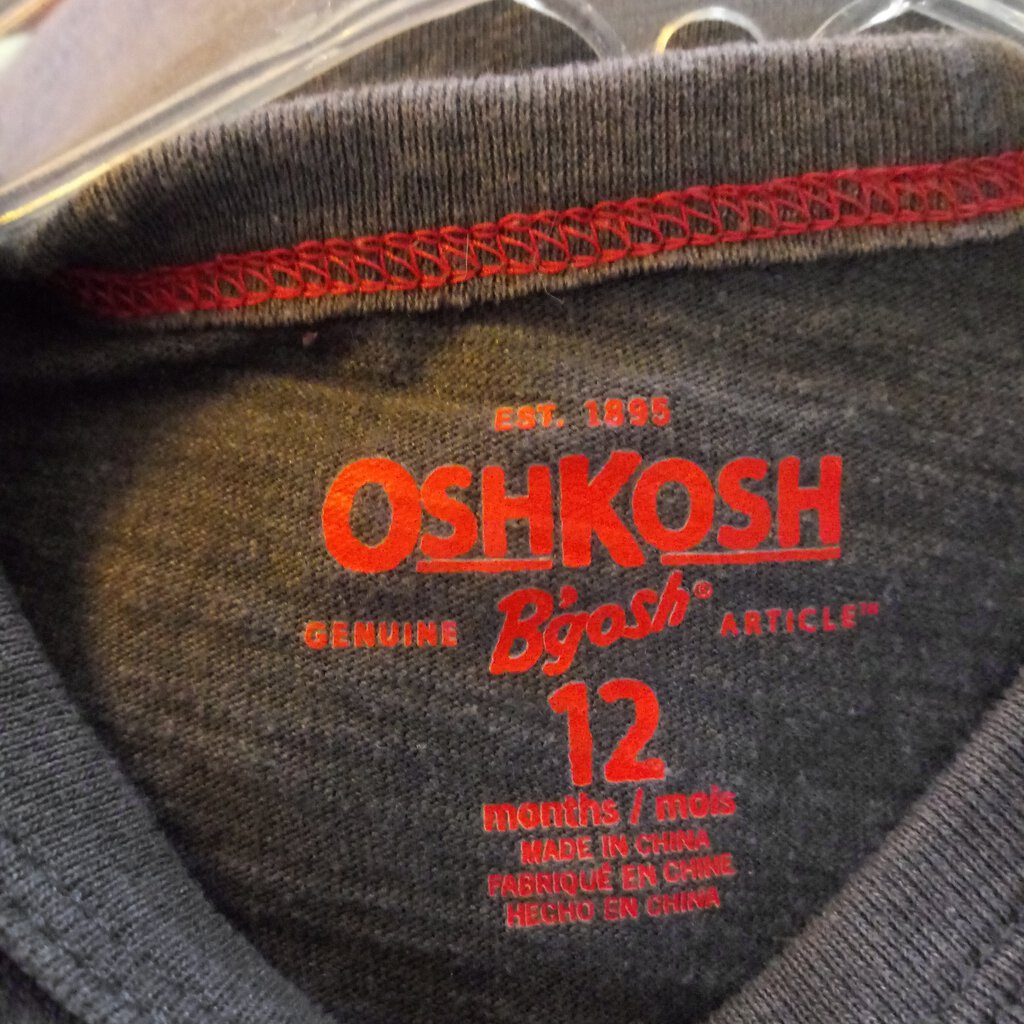 EST. 1895
OSHKOSH
GENUINE B'gosh® ARTICLE™
12
months / mois
MADE IN CHINA
FABRIQUÉ EN CHINE
HECHO EN CHINA